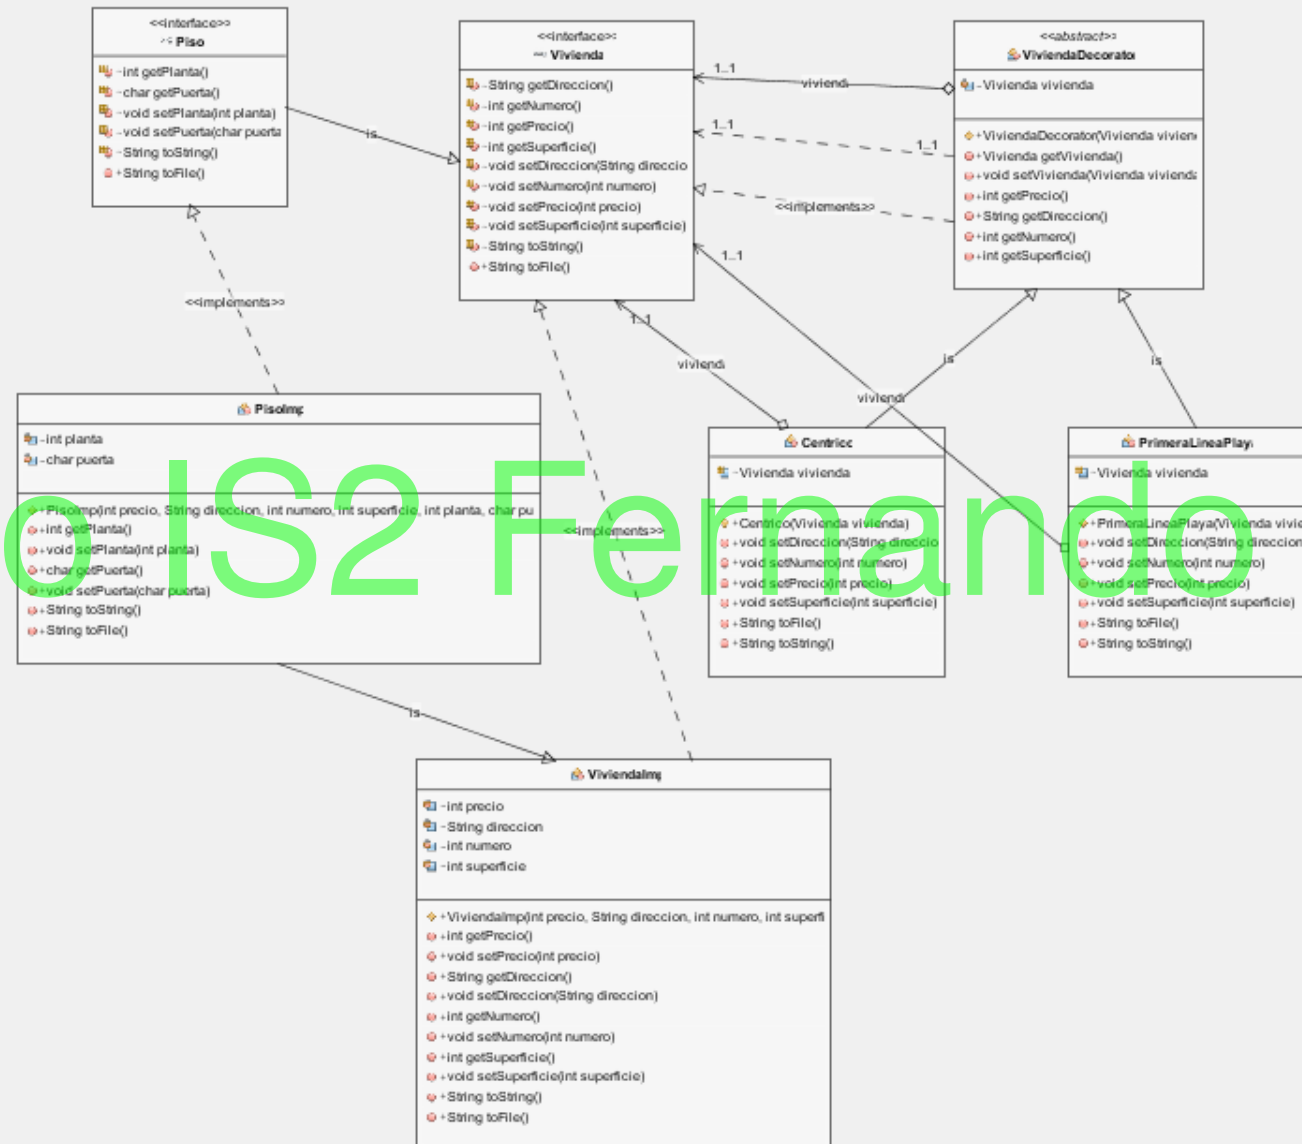 <<interface>>
Piso
-int getPlanta()
-char getPuerta()
-void setPlanta(int planta)
-void setPuerta(char puerta
-String toString()
+String toFile()
<<interface>>
Vivienda
-String getDireccion()
-int getNumero()
-int getPrecio()
-int getSuperficie()
-void setDireccion(String direccio
-void setNumero(int numero)
-void setPrecio(int precio)
-void setSuperficie(int superficie)
-String toString()
+String toFile()
<<abstract>>
ViviendaDecorato
-Vivienda vivienda
+ViviendaDecorator(Vivienda vivien
+Vivienda getVivienda()
+void setVivienda(Vivienda vivienda
+int getPrecio()
+String getDireccion()
+int getNumero()
+int getSuperficie()
is
1..1
viviend
1..1
1..1
<<implements>>
1..1
<<implements>>
1..1
viviend
viviend
is
is
PisoImp
-int planta
-char puerta
+PisoImp(int precio, String direccion, int numero, int superficie, int planta, char pu
+int getPlanta()
+void setPlanta(int planta)
+char getPuerta()
+void setPuerta(char puerta)
+String toString()
+String toFile()
<<implements>>
Centrico
-Vivienda vivienda
+Centrico(Vivienda vivienda)
+void setDireccion(String direccio
+void setNumero(int numero)
+void setPrecio(int precio)
+void setSuperficie(int superficie)
+String toFile()
+String toString()
PrimeraLineaPlay
-Vivienda vivienda
+PrimeraLineaPlaya(Vivienda vivie
+void setDireccion(String direccion
+void setNumero(int numero)
+void setPrecio(int precio)
+void setSuperficie(int superficie)
+String toFile()
+String toString()
o IS2 Fernando
is
ViviendaImp
-int precio
-String direccion
-int numero
-int superficie
+ViviendaImp(int precio, String direccion, int numero, int superfi
+int getPrecio()
+void setPrecio(int precio)
+String getDireccion()
+void setDireccion(String direccion)
+int getNumero()
+void setNumero(int numero)
+int getSuperficie()
+void setSuperficie(int superficie)
+String toString()
+String toFile()